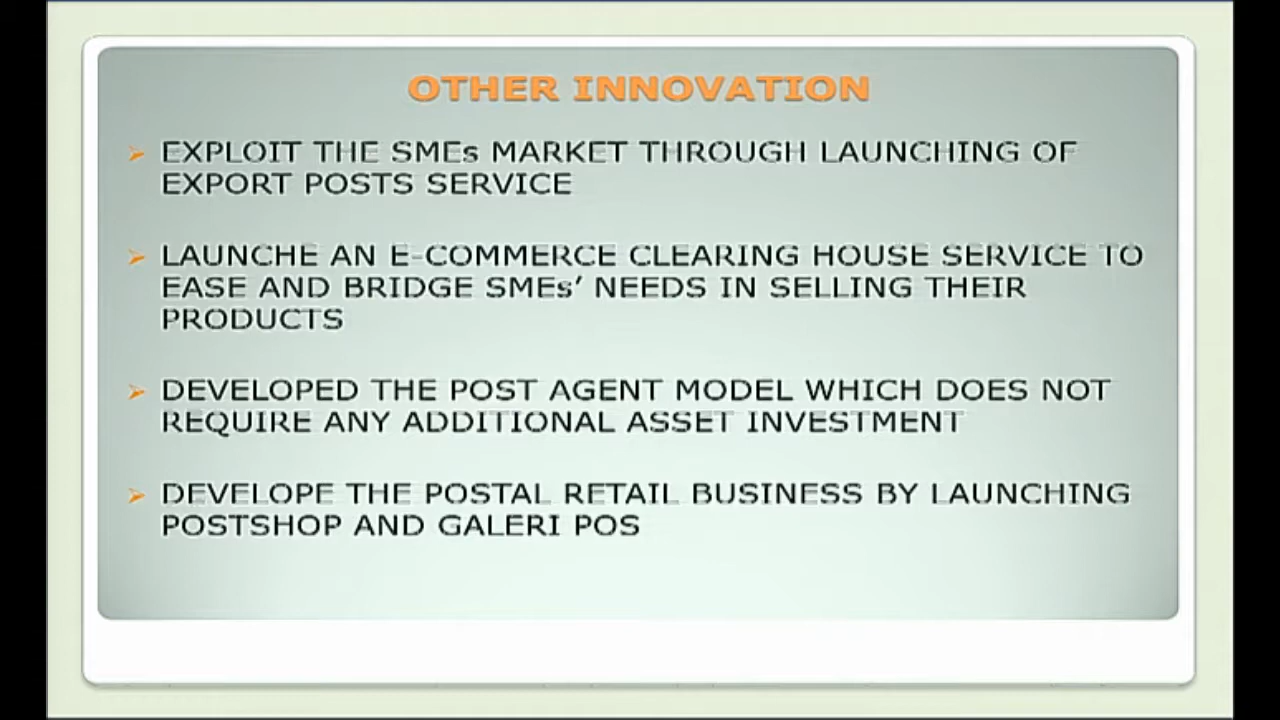 OTHER INNOVATION
EXPLOIT THE SMEs MARKET THROUGH LAUNCHING OF
EXPORT POSTS SERVICE
LAUNCHE AN E-COMMERCE CLEARING HOUSE SERVICE TO
EASE AND BRIDGE SMEs’ NEEDS IN SELLING THEIR
PRODUCTS
DEVELOPED THE POST AGENT MODEL WHICH DOES NOT
REQUIRE ANY ADDITIONAL ASSET INVESTMENT
DEVELOPE THE POSTAL RETAIL BUSINESS BY LAUNCHING
POSTSHOP AND GALERI POS